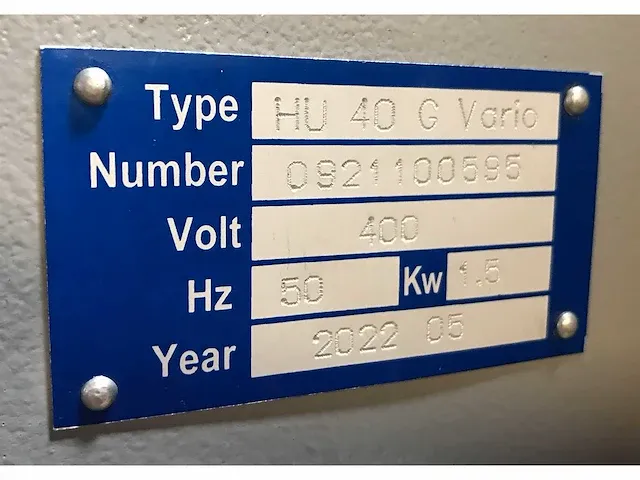 Type HU 40 G Vario
Number 0921100595
Volt 400
Hz 50 Kw 1.5
Year 2022 05